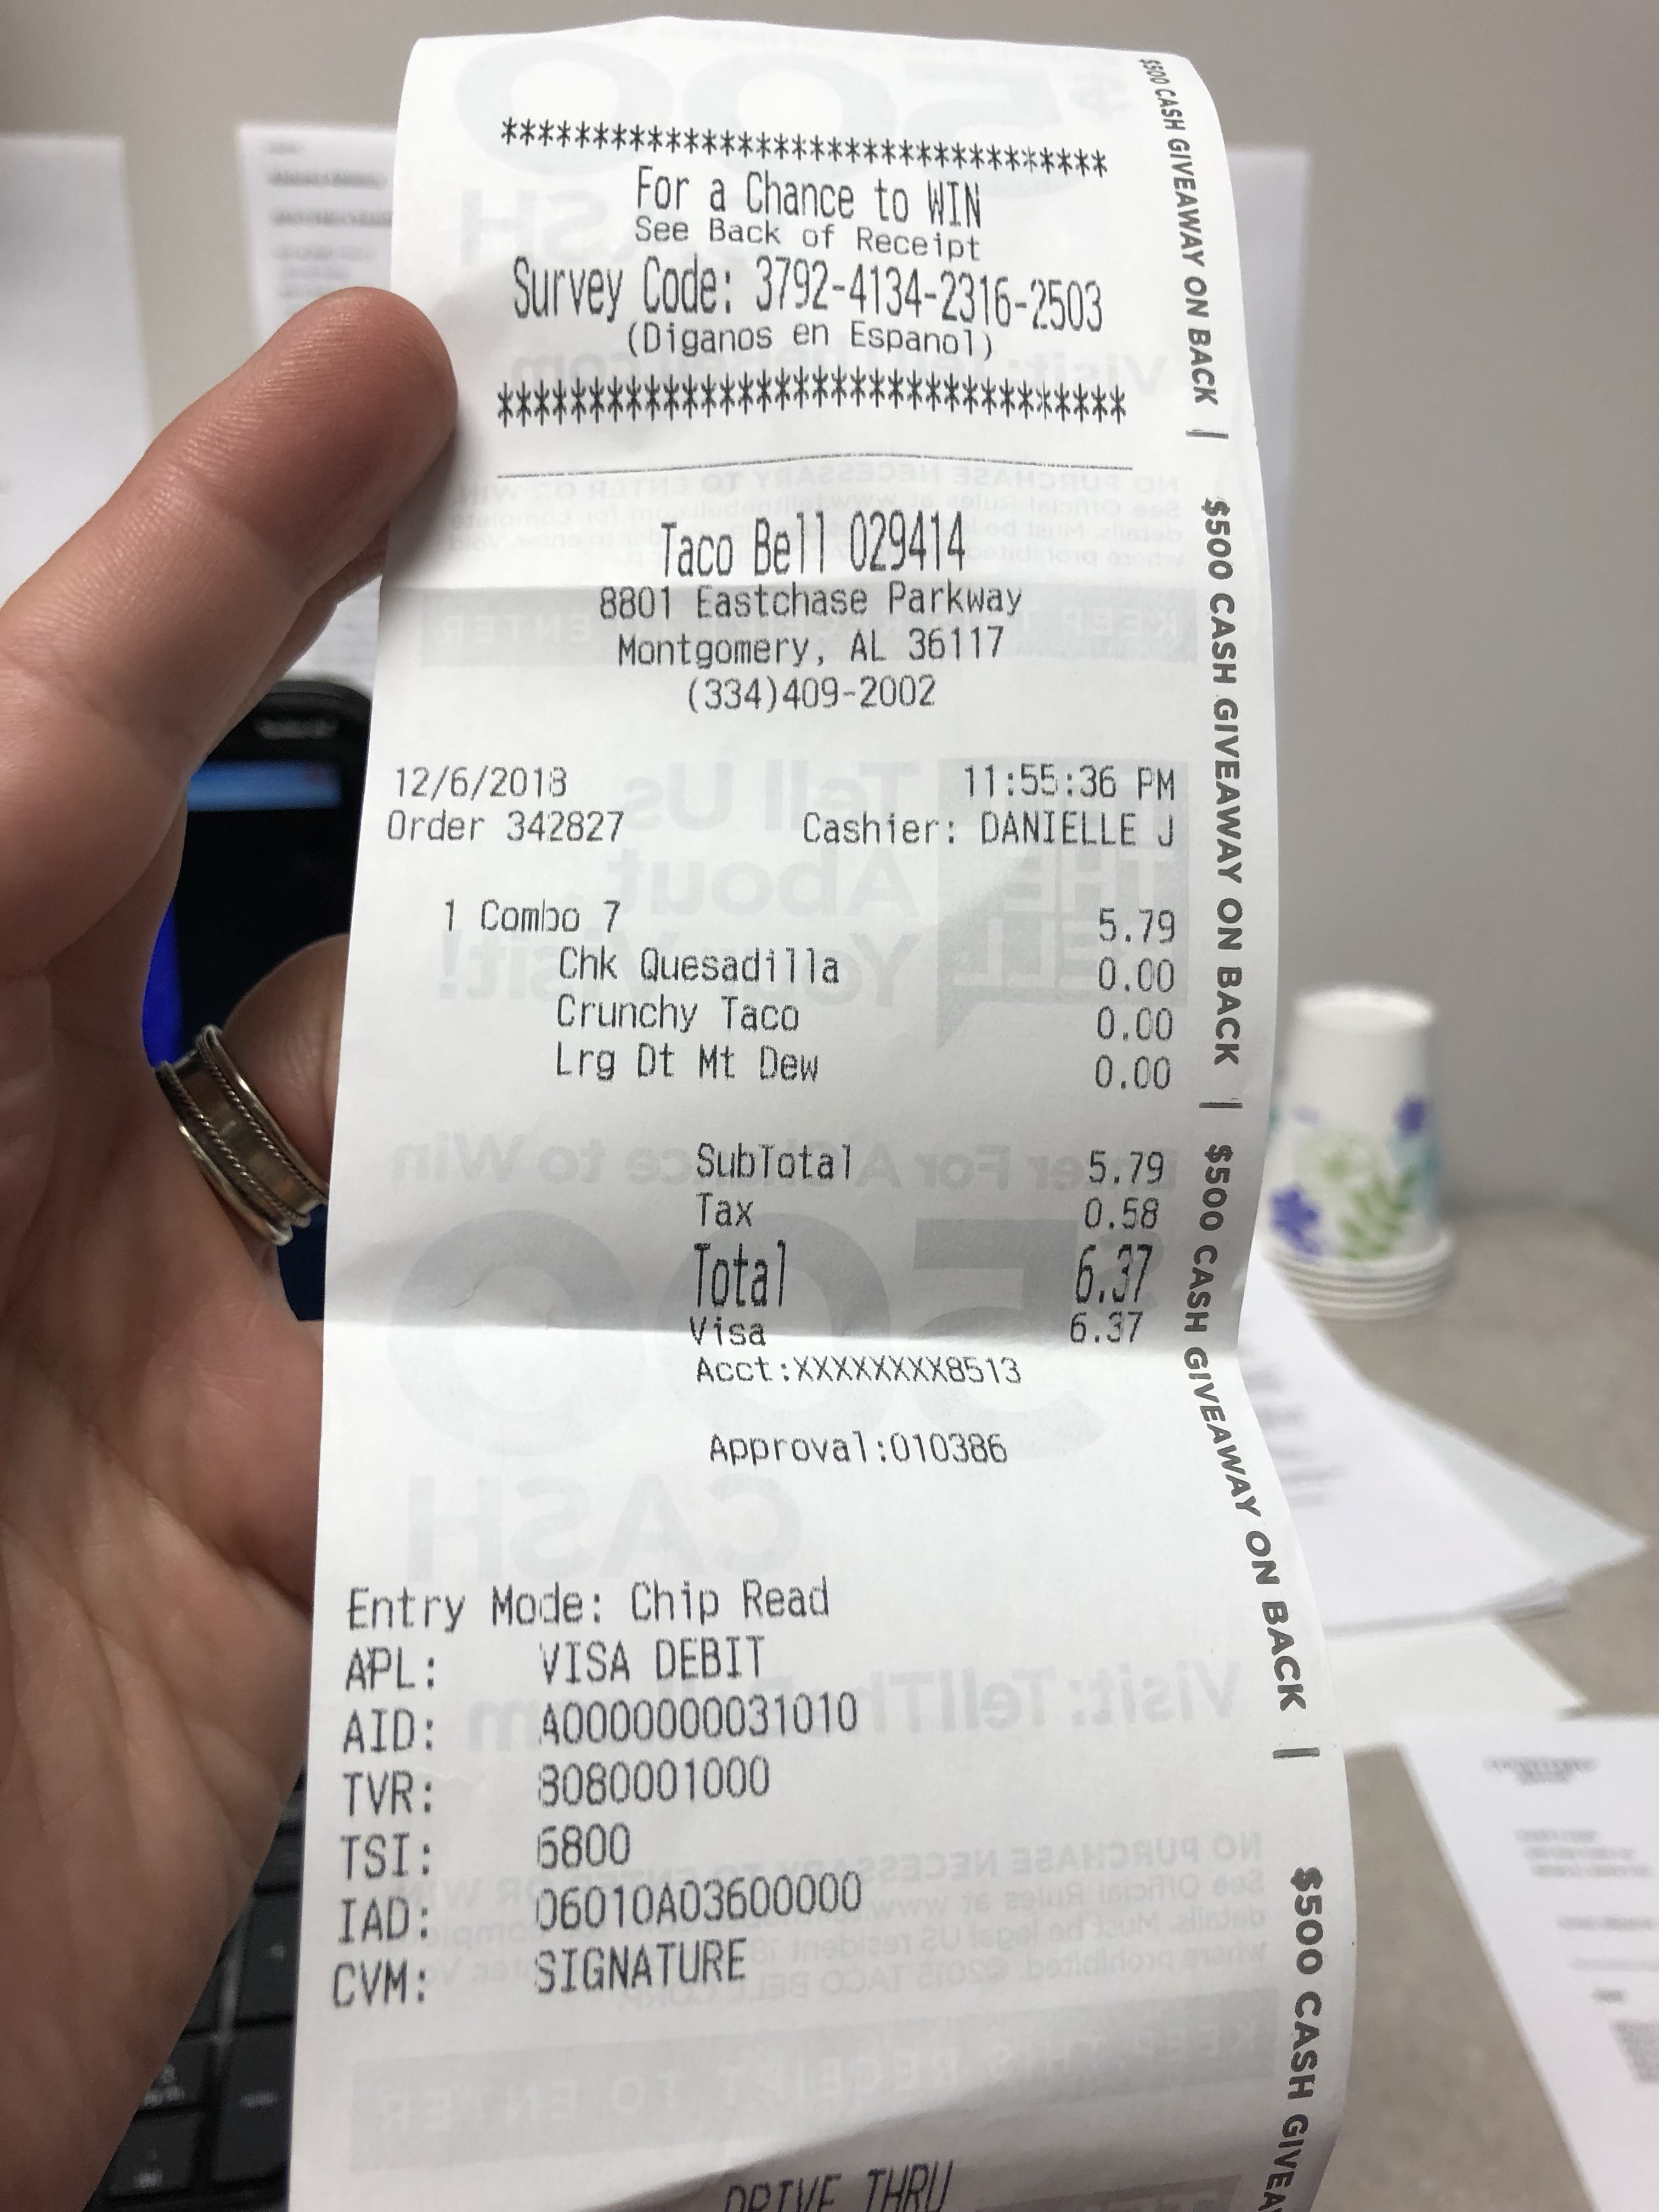 *********************************
For a Chance to WIN
See Back of Receipt
Survey Code: 3792-4134-2316-2503
(Diganos en Espanol)
**********************************
Taco Bell 029414
8801 Eastchase Parkway
Montgomery, AL 36117
(334)409-2002
12/6/2018 11:55:36 PM
Order 342827 Cashier: DANIELLE J
1 Combo 7 5.79
Chk Quesadilla 0.00
Crunchy Taco 0.00
Lrg Dt Mt Dew 0.00
SubTotal 5.79
Tax 0.58
Total 6.37
Visa 6.37
Acct:XXXXXXXX8513
Approval:010386
Entry Mode: Chip Read
APL: VISA DEBIT
AID: A0000000031010
TVR: 8080001000
TSI: 6800
IAD: 06010A03600000
CVM: SIGNATURE
DRIVE THRU
$500 CASH GIVEAWAY ON BACK |
$500 CASH GIVEAWAY ON BACK |
$500 CASH GIVEAWAY ON BACK |
$500 CASH GIVEA